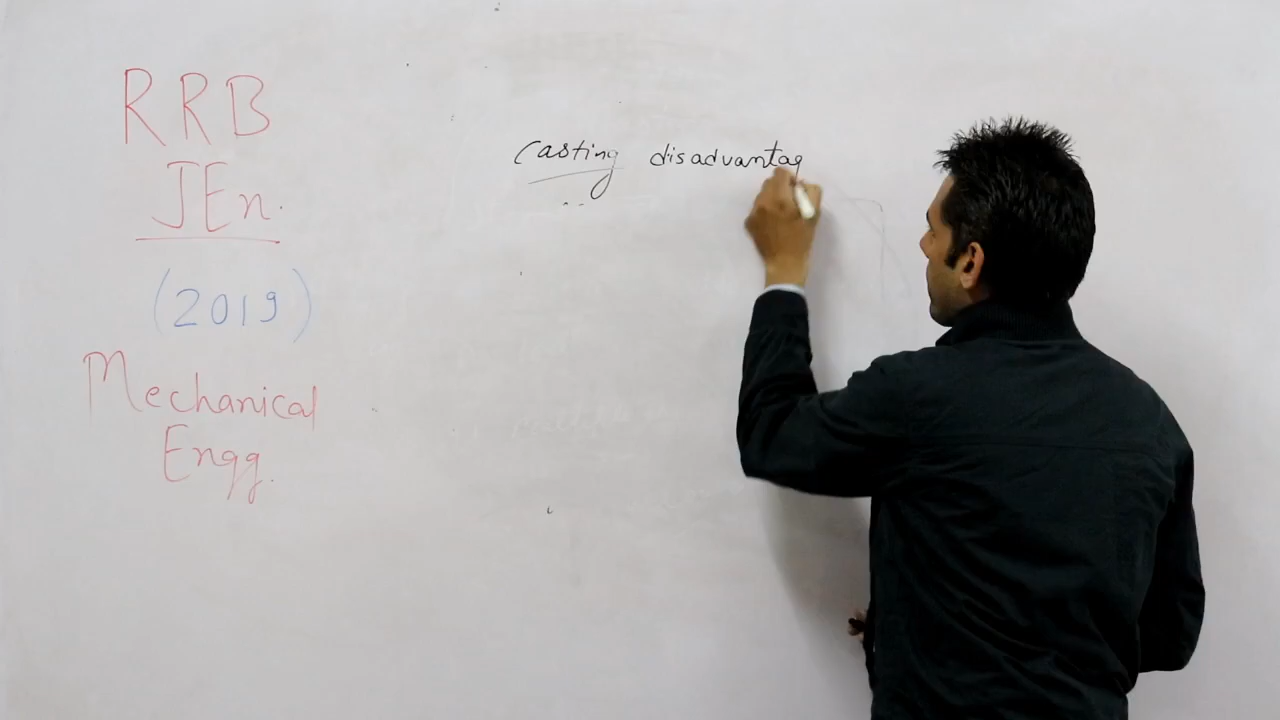 RRB
JEn.
(2019)
Mechanical
Engg.
Casting disadvantag